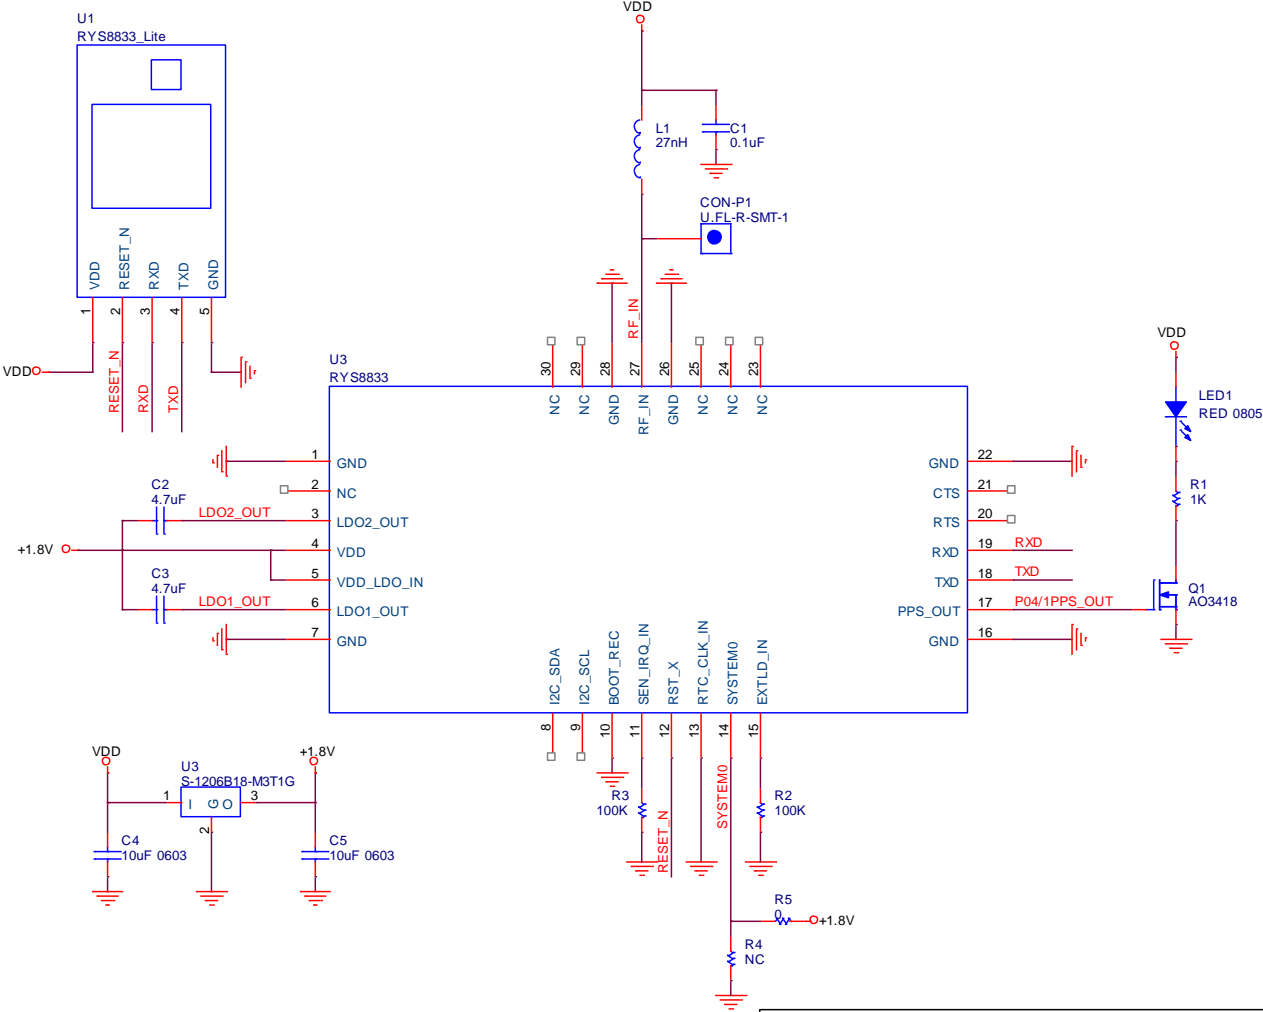 VDD
U1
RYS8833_Lite
VDD
RESET_N
RXD
TXD
GND
1
2
3
4
5
VDD
RESET_N
RXD
TXD
L1
27nH
C1
0.1uF
CON-P1
U.FL-R-SMT-1
RF_IN
U3
RYS8833
30
29
28
27
26
25
24
23
NC
NC
GND
RF_IN
GND
NC
NC
NC
VDD
LED1
RED 0805
R1
1K
Q1
AO3418
1
GND
2
NC
C2
4.7uF
LDO2_OUT
3
LDO2_OUT
+1.8V
4
VDD
5
VDD_LDO_IN
C3
4.7uF
LDO1_OUT
6
LDO1_OUT
7
GND
GND
22
CTS
21
RTS
20
RXD
19
RXD
TXD
18
TXD
PPS_OUT
17
P04/1PPS_OUT
GND
16
I2C_SDA
I2C_SCL
BOOT_REC
SEN_IRQ_IN
RST_X
RTC_CLK_IN
SYSTEM0
EXTLD_IN
8
9
10
11
12
13
14
15
VDD
+1.8V
U3
S-1206B18-M3T1G
1
I
G
O
3
2
C4
10uF 0603
C5
10uF 0603
R3
100K
RESET_N
SYSTEM0
R2
100K
R5
0
+1.8V
R4
NC